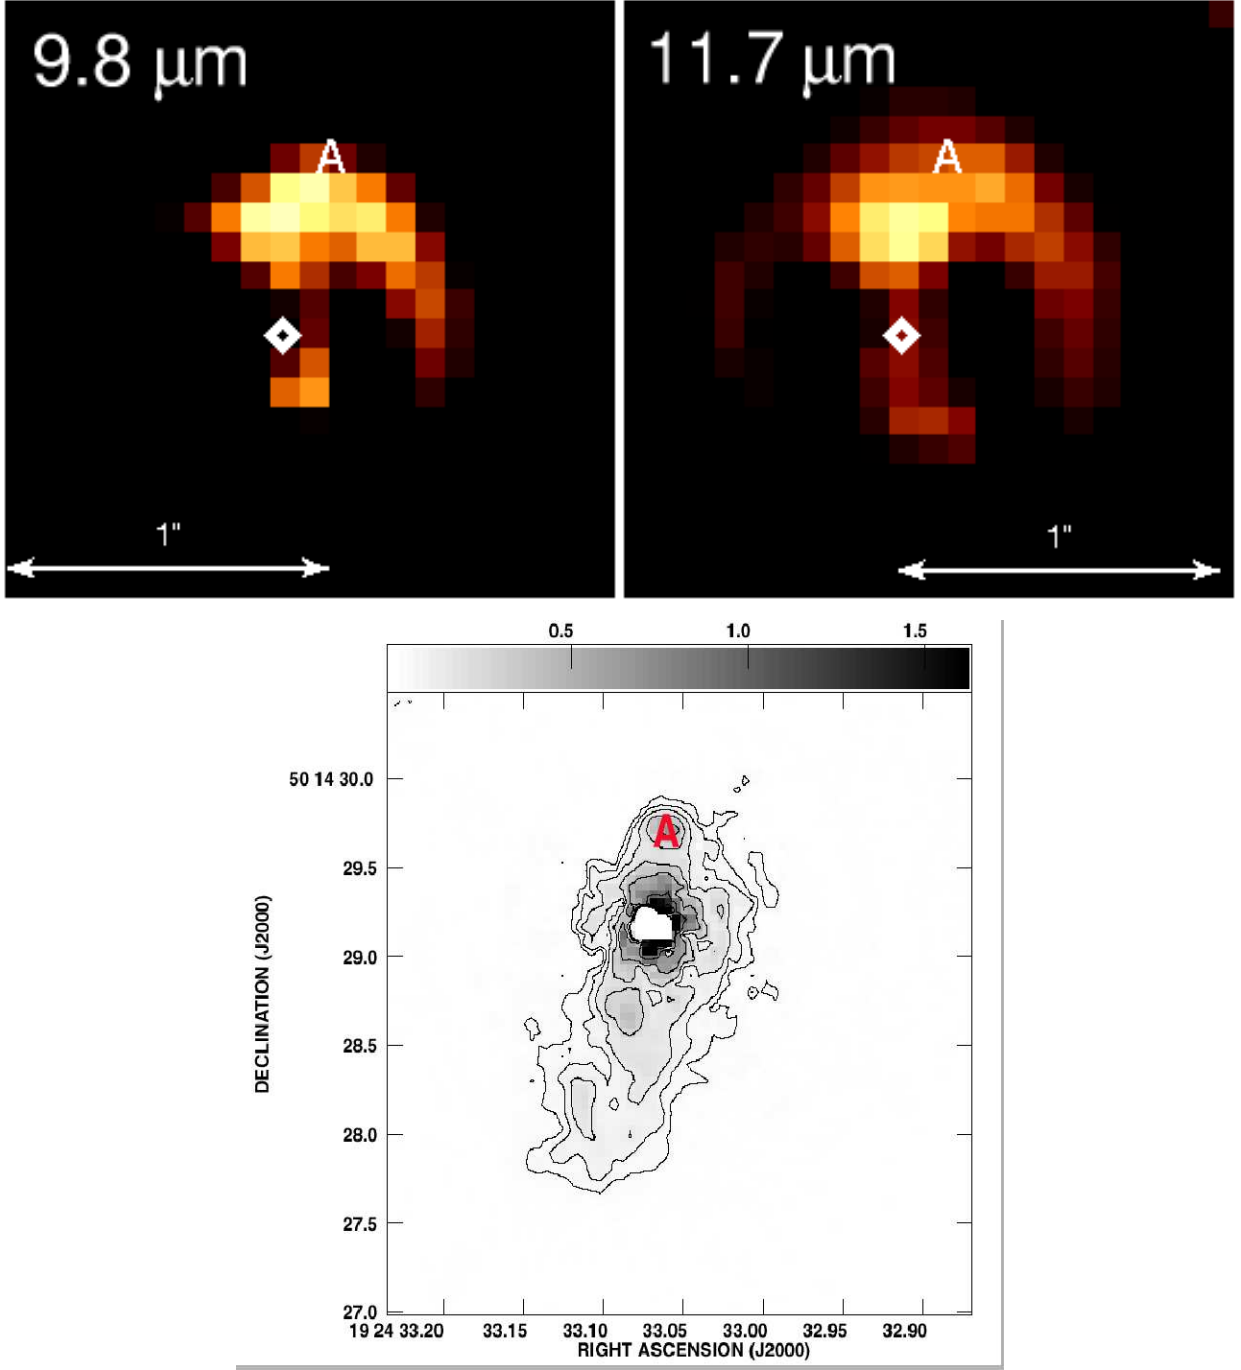 9.8 μm
11.7 μm
A
A
1"
1"
0.5 1.0 1.5
50 14 30.0
A
29.5
29.0
28.5
28.0
27.5
27.0
DECLINATION (J2000)
19 24 33.20 33.15 33.10 33.05 33.00 32.95 32.90
RIGHT ASCENSION (J2000)